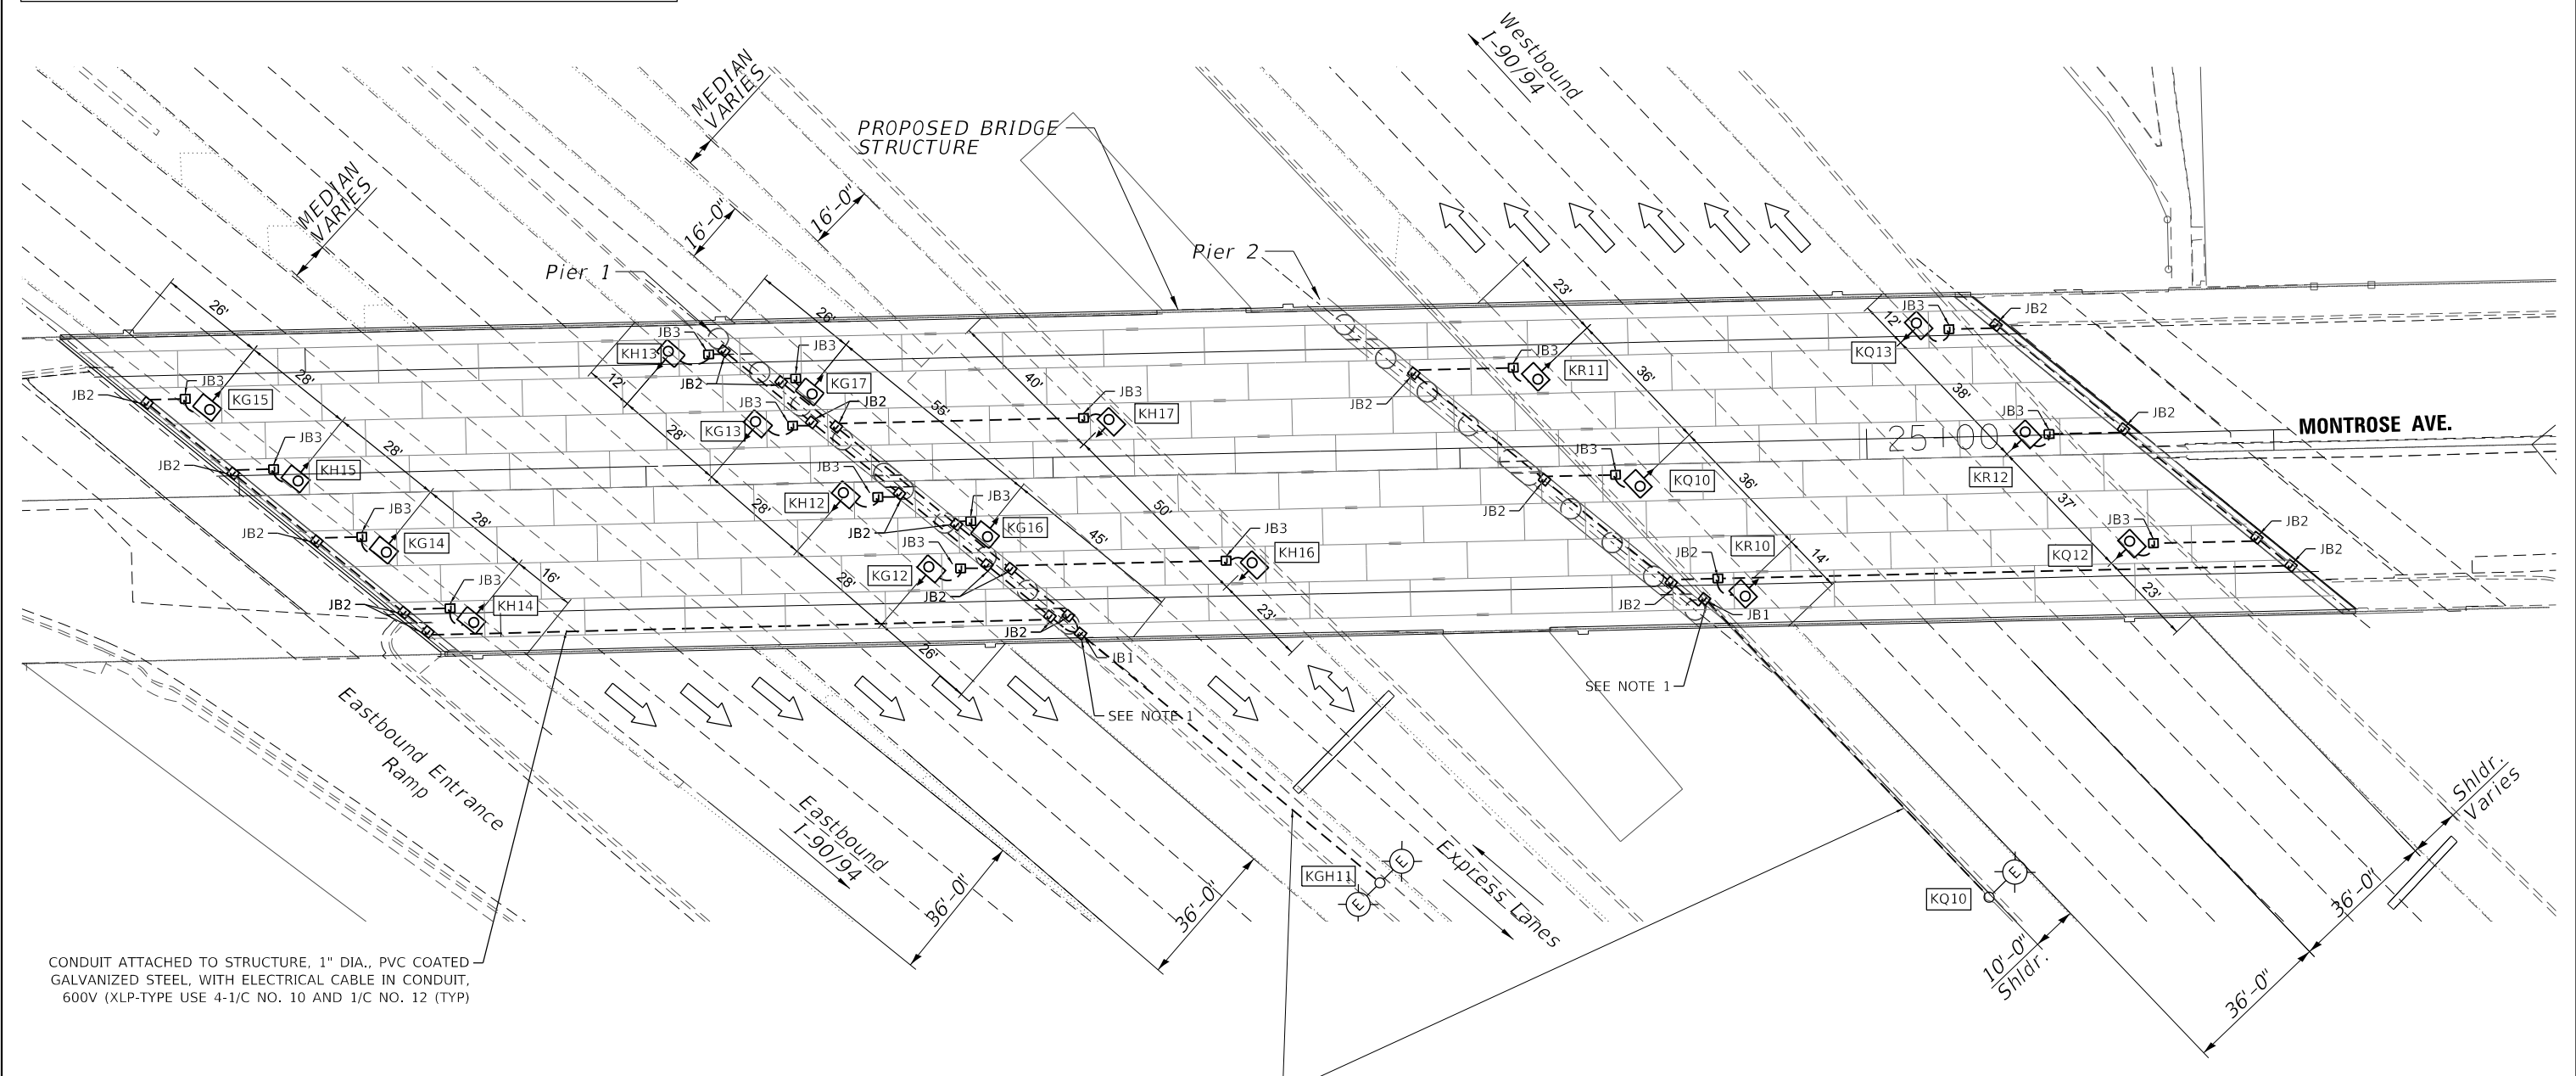 Westbound
I-90/94
MEDIAN
VARIES
PROPOSED BRIDGE
STRUCTURE
MEDIAN
VARIES
16'-0"
16'-0"
Pier 1
Pier 2
26'
28'
28'
28'
16'
26'
55'
45'
12'
28'
28'
28'
26'
40'
50'
23'
23'
36'
36'
14'
12'
38'
37'
23'
JB3
KH13
JB2
JB3
KG17
JB3
KG13
JB2
JB3
KH17
JB2
JB3
KG15
JB2
JB3
KH15
JB2
JB3
KG14
JB2
JB3
KH14
JB3
KH12
JB2
JB3
KG16
JB3
KG12
JB2
JB3
KH16
JB2
JB1
SEE NOTE 1
JB3
KR11
JB2
JB3
KQ10
JB2
JB2
KR10
JB2
JB1
SEE NOTE 1
JB3
JB2
KQ13
JB3
JB2
KR12
JB3
JB2
KQ12
JB2
25+00
MONTROSE AVE.
Eastbound Entrance
Ramp
Eastbound
I-90/94
36'-0"
36'-0"
KGH11
E
E
Express Lanes
KQ10
E
10'-0"
Shldr.
36'-0"
36'-0"
Shldr.
Varies
CONDUIT ATTACHED TO STRUCTURE, 1" DIA., PVC COATED
GALVANIZED STEEL, WITH ELECTRICAL CABLE IN CONDUIT,
600V (XLP-TYPE USE 4-1/C NO. 10 AND 1/C NO. 12 (TYP)